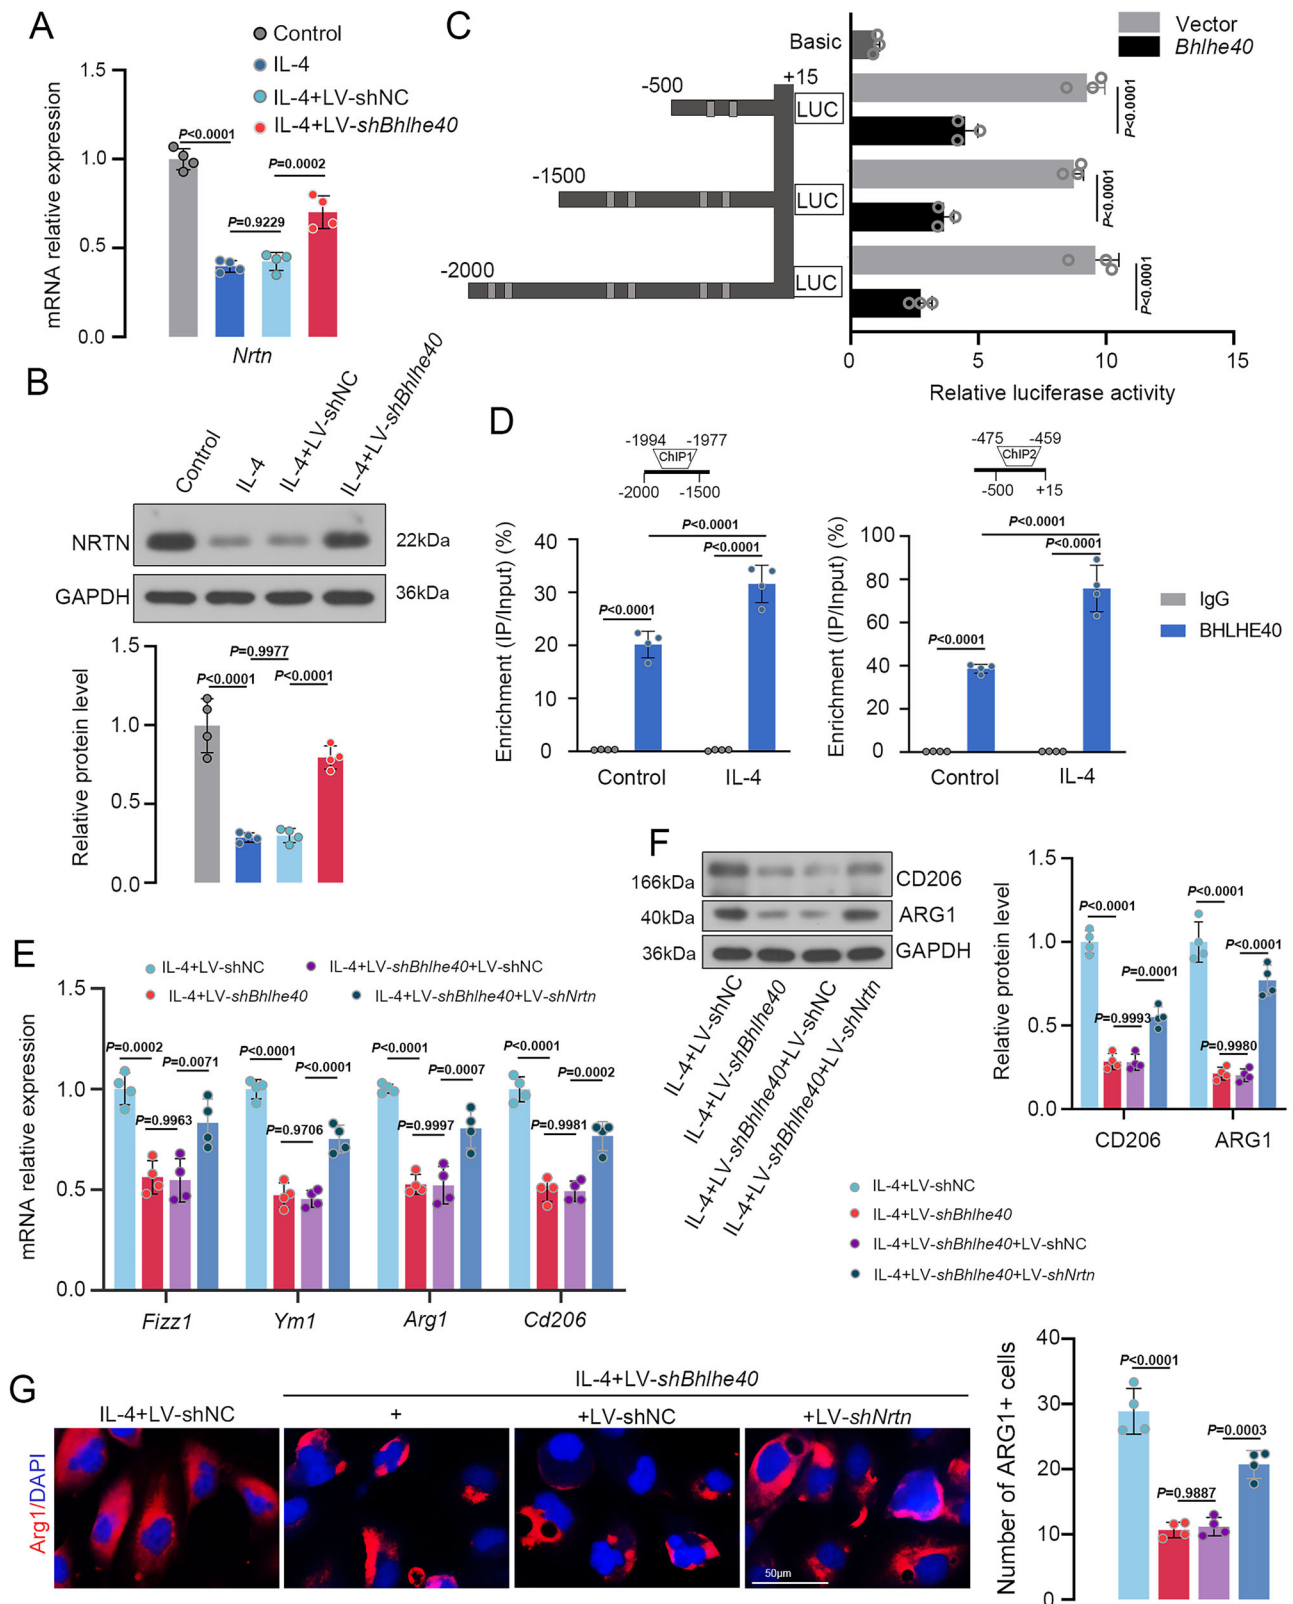 A
Control
IL-4
IL-4+LV-shNC
IL-4+LV-shBhlhe40
mRNA relative expression
1.5
1.0
0.5
0.0
P<0.0001
P=0.0002
P=0.9229
Nrtn
B
Control
IL-4
IL-4+LV-shNC
IL-4+LV-shBhlhe40
NRTN
22kDa
GAPDH
36kDa
Relative protein level
1.5
1.0
0.5
0.0
P=0.9977
P<0.0001
P<0.0001
C
Vector
Bhlhe40
Basic
+15
-500
LUC
-1500
LUC
-2000
LUC
P<0.0001
P<0.0001
P<0.0001
0
5
10
15
Relative luciferase activity
D
-1994
-1977
ChIP1
-2000
-1500
Enrichment (IP/Input) (%)
40
30
20
10
0
P<0.0001
P<0.0001
P<0.0001
Control
IL-4
-475
-459
ChIP2
-500
+15
Enrichment (IP/Input) (%)
100
80
60
40
20
0
P<0.0001
P<0.0001
P<0.0001
Control
IL-4
IgG
BHLHE40
E
IL-4+LV-shNC
IL-4+LV-shBhlhe40+LV-shNC
IL-4+LV-shBhlhe40
IL-4+LV-shBhlhe40+LV-shNrtn
mRNA relative expression
1.5
1.0
0.5
0.0
P=0.0002
P=0.0071
P=0.9963
P<0.0001
P<0.0001
P=0.9706
P<0.0001
P=0.0007
P=0.9997
P<0.0001
P=0.0002
P=0.9981
Fizz1
Ym1
Arg1
Cd206
F
166kDa
CD206
40kDa
ARG1
36kDa
GAPDH
IL-4+LV-shNC
IL-4+LV-shBhlhe40
IL-4+LV-shBhlhe40+LV-shNC
IL-4+LV-shBhlhe40+LV-shNrtn
Relative protein level
1.5
1.0
0.5
0.0
P<0.0001
P=0.0001
P=0.9993
P<0.0001
P<0.0001
P=0.9980
CD206
ARG1
IL-4+LV-shNC
IL-4+LV-shBhlhe40
IL-4+LV-shBhlhe40+LV-shNC
IL-4+LV-shBhlhe40+LV-shNrtn
G
IL-4+LV-shBhlhe40
IL-4+LV-shNC
+
+LV-shNC
+LV-shNrtn
Arg1/DAPI
50μm
Number of ARG1+ cells
40
30
20
10
0
P<0.0001
P=0.0003
P=0.9887